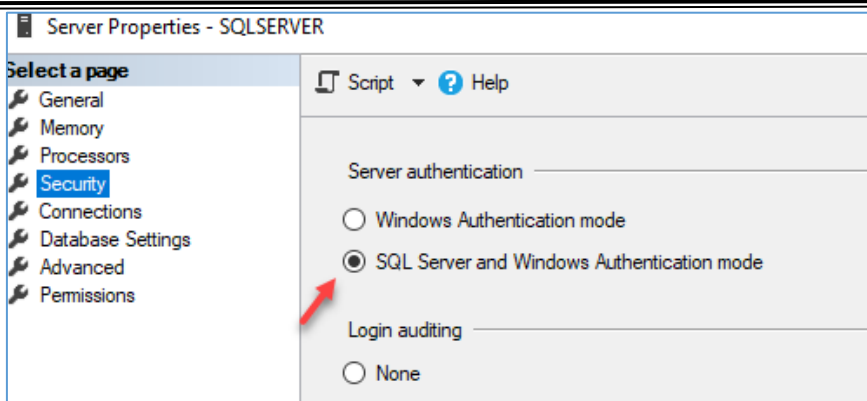 Server Properties - SQLSERVER
Select a page
General
Memory
Processors
Security
Connections
Database Settings
Advanced
Permissions
Script Help
Server authentication
Windows Authentication mode
SQL Server and Windows Authentication mode
Login auditing
None